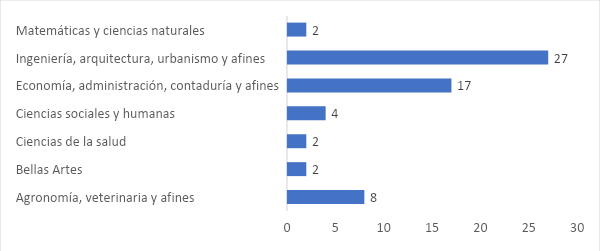 Matemáticas y ciencias naturales 2
Ingeniería, arquitectura, urbanismo y afines 27
Economía, administración, contaduría y afines 17
Ciencias sociales y humanas 4
Ciencias de la salud 2
Bellas Artes 2
Agronomía, veterinaria y afines 8
0 5 10 15 20 25 30